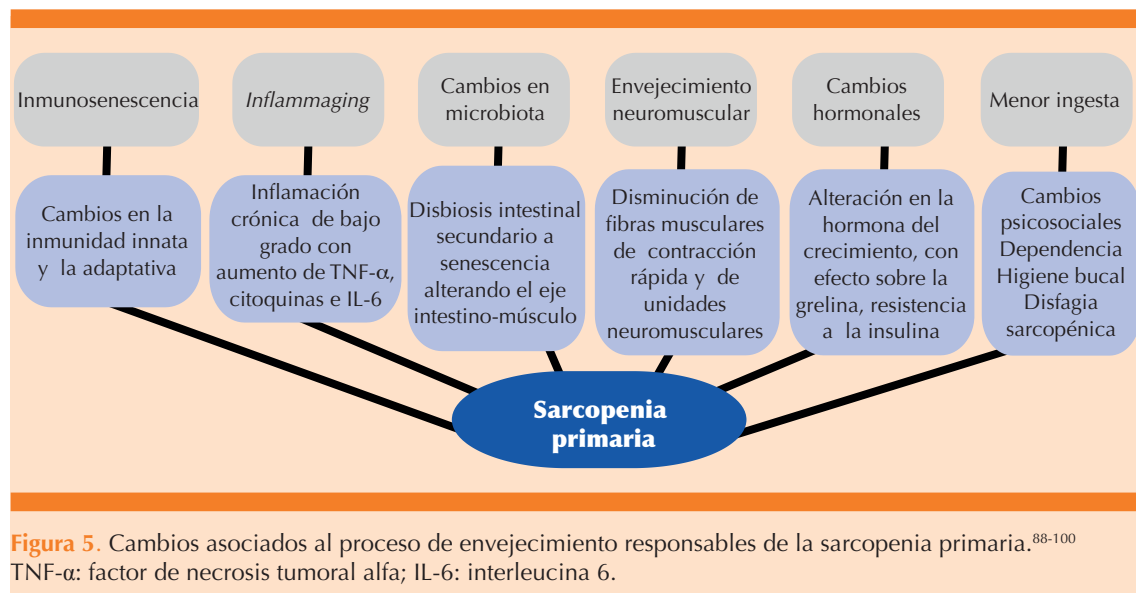 Inmunosenescencia
Inflammaging
Cambios en
microbiota
Envejecimiento
neuromuscular
Cambios
hormonales
Menor ingesta
Cambios en la
inmunidad innata
y la adaptativa
Inflamación
crónica de bajo
grado con
aumento de TNF-α,
citoquinas e IL-6
Disbiosis intestinal
secundario a
senescencia
alterando el eje
intestino-músculo
Disminución de
fibras musculares
de contracción
rápida y de
unidades
neuromusculares
Alteración en la
hormona del
crecimiento, con
efecto sobre la
grelina, resistencia
a la insulina
Cambios
psicosociales
Dependencia
Higiene bucal
Disfagia
sarcopénica
Sarcopenia
primaria
Figura 5. Cambios asociados al proceso de envejecimiento responsables de la sarcopenia primaria.88-100
TNF-α: factor de necrosis tumoral alfa; IL-6: interleucina 6.